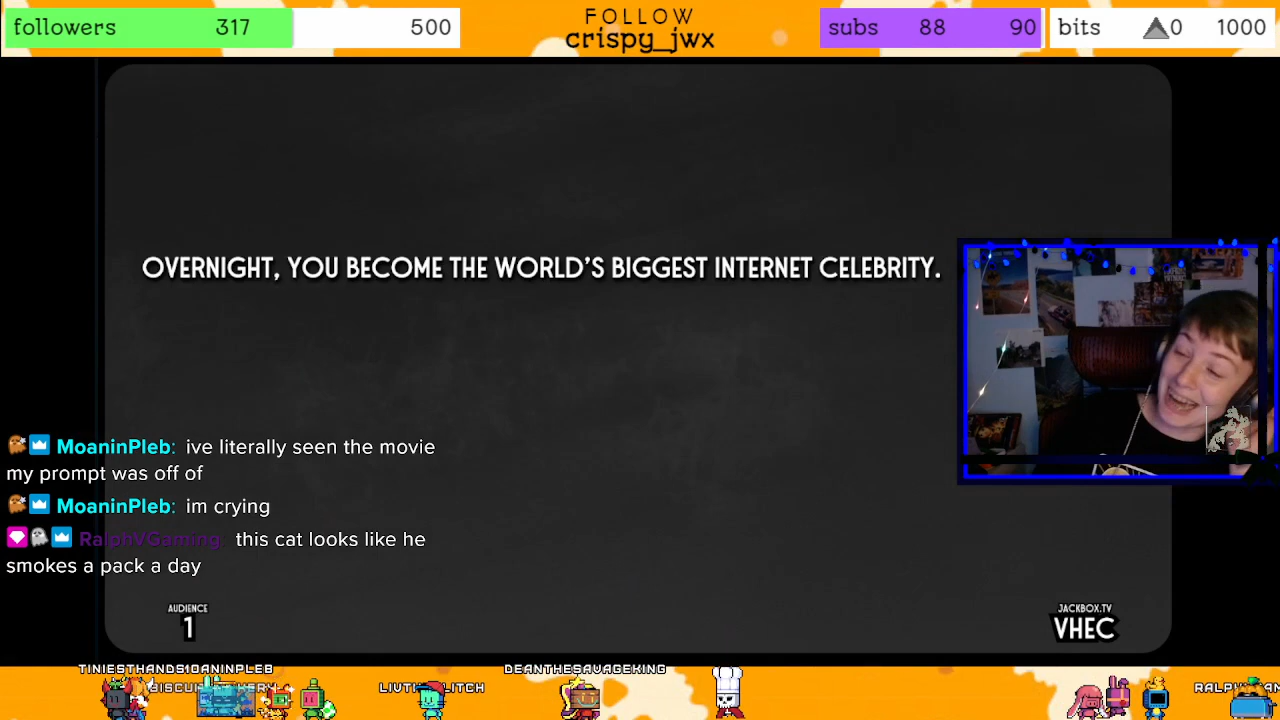 followers 317 500
FOLLOW
crispy_jwx
subs 88 90
bits 0 1000
OVERNIGHT, YOU BECOME THE WORLD'S BIGGEST INTERNET CELEBRITY.
MoaninPleb: ive literally seen the movie
my prompt was off of
MoaninPleb: im crying
RalphVGaming: this cat looks like he
smokes a pack a day
AUDIENCE
1
JACKBOX.TV
VHEC
DEANTHESAVAGEKING